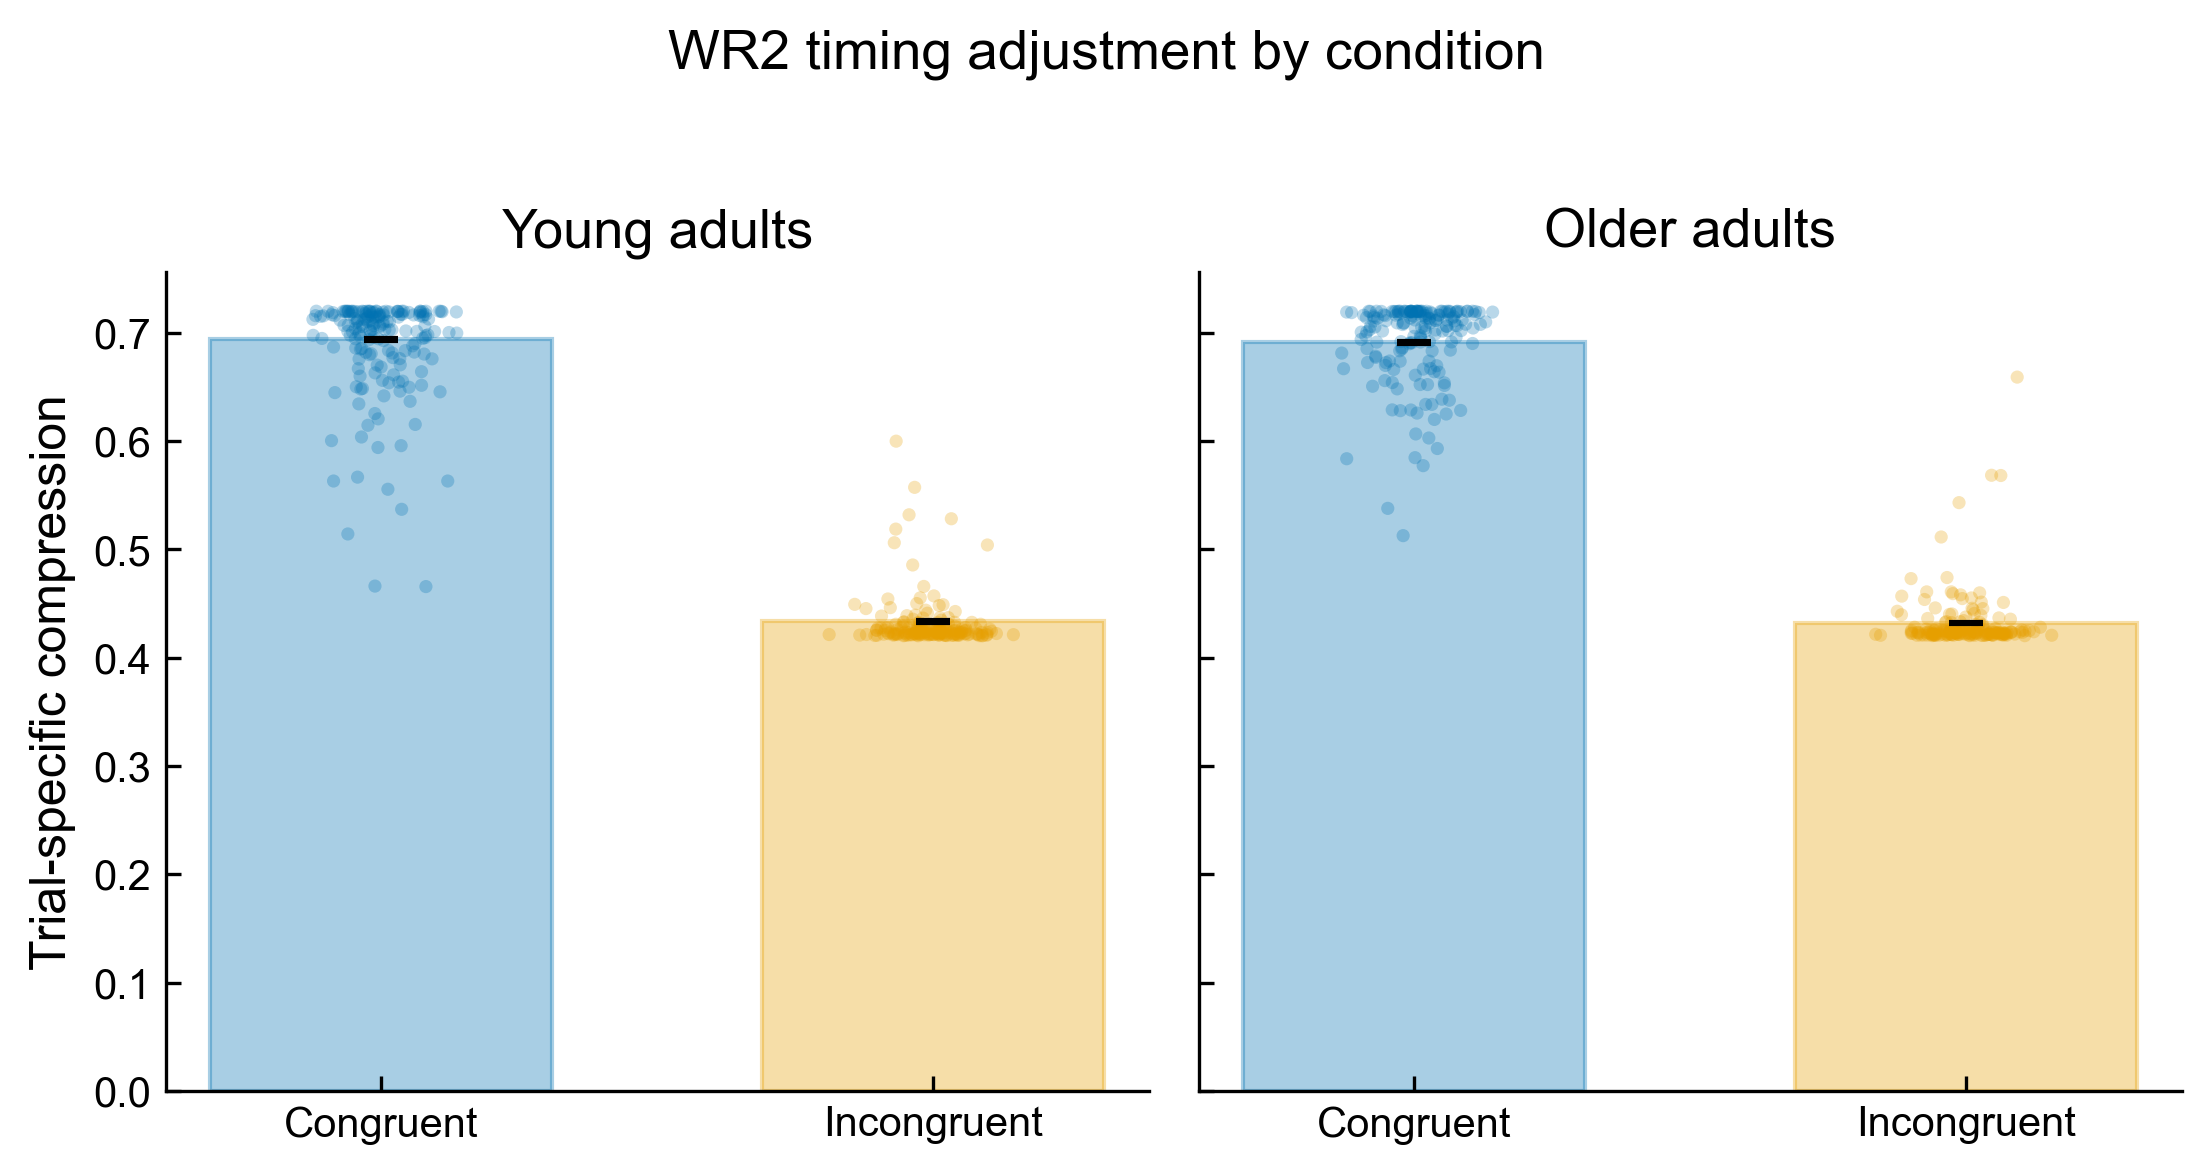 WR2 timing adjustment by condition
Young adults
Older adults
Trial-specific compression
0.7
0.6
0.5
0.4
0.3
0.2
0.1
0.0
Congruent
Incongruent
Congruent
Incongruent